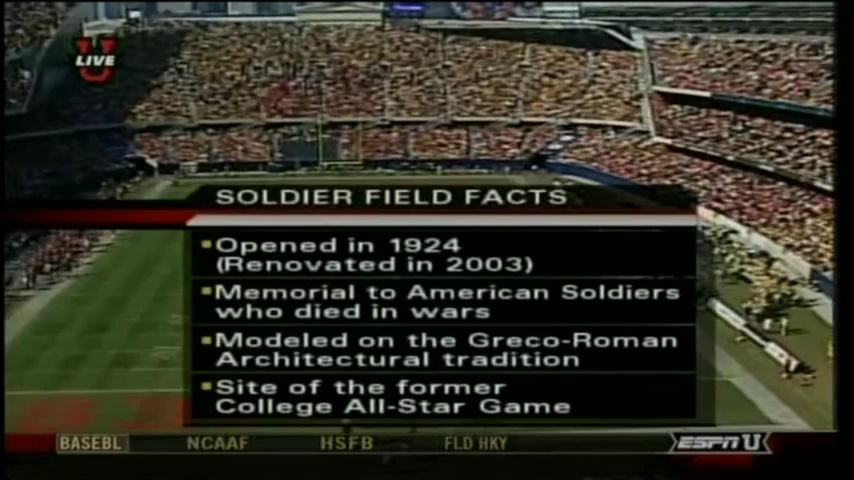 U
LIVE
SOLDIER FIELD FACTS
Opened in 1924
(Renovated in 2003)
Memorial to American Soldiers
who died in wars
Modeled on the Greco-Roman
Architectural tradition
Site of the former
College All-Star Game
BASEBL NCAAF HSFB FLD HKY ESPNU